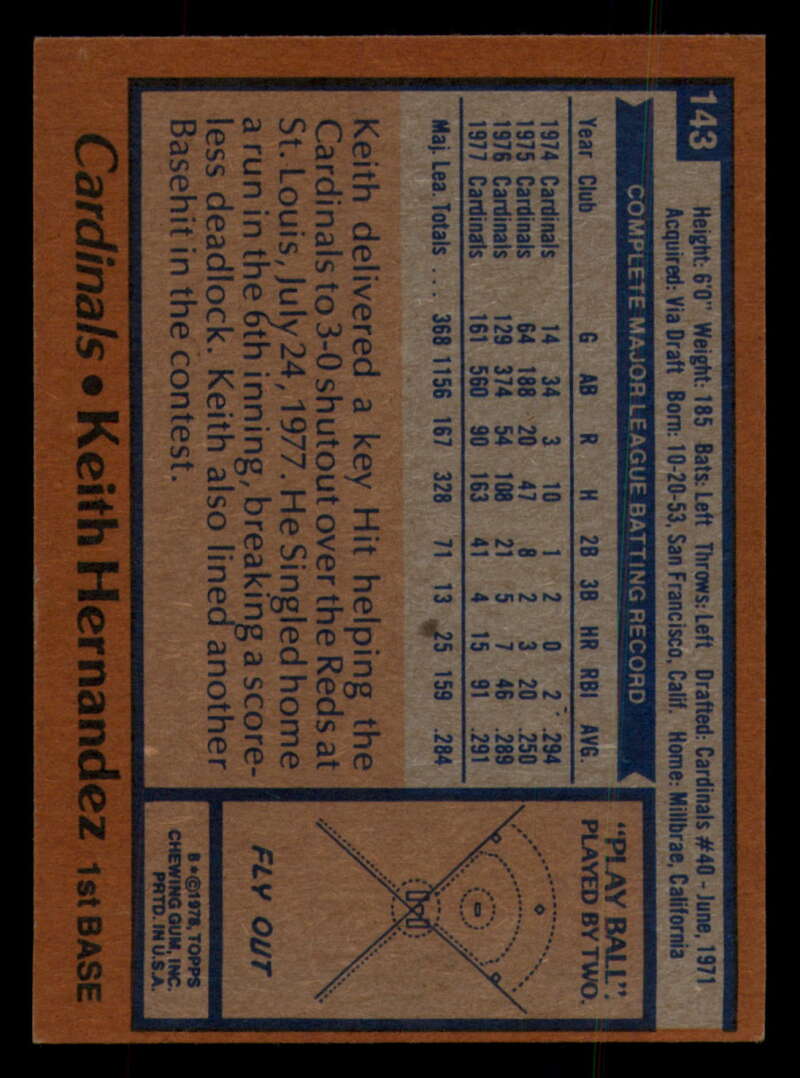 143
Height: 6'0" Weight: 185 Bats: Left Throws: Left Drafted: Cardinals #40 - June, 1971
Acquired: Via Draft Born: 10-20-53, San Francisco, Calif. Home: Millbrae, California
COMPLETE MAJOR LEAGUE BATTING RECORD
Year Club G AB R H 2B 3B HR RBI AVG.
1974 Cardinals 14 34 3 10 1 2 0 2 .294
1975 Cardinals 64 188 20 47 8 2 3 20 .250
1976 Cardinals 129 374 54 108 21 5 7 46 .289
1977 Cardinals 161 560 90 163 41 4 15 91 .291
Maj. Lea. Totals ... 368 1156 167 328 71 13 25 159 .284
Keith delivered a key Hit helping the
Cardinals to 3-0 shutout over the Reds at
St. Louis, July 24, 1977. He Singled home
a run in the 6th inning, breaking a score-
less deadlock. Keith also lined another
Basehit in the contest.
"PLAY BALL".
PLAYED BY TWO.
FLY OUT
B*©1978, TOPPS
CHEWING GUM, INC.
PRTD. IN U.S.A.
Cardinals • Keith Hernandez 1st BASE